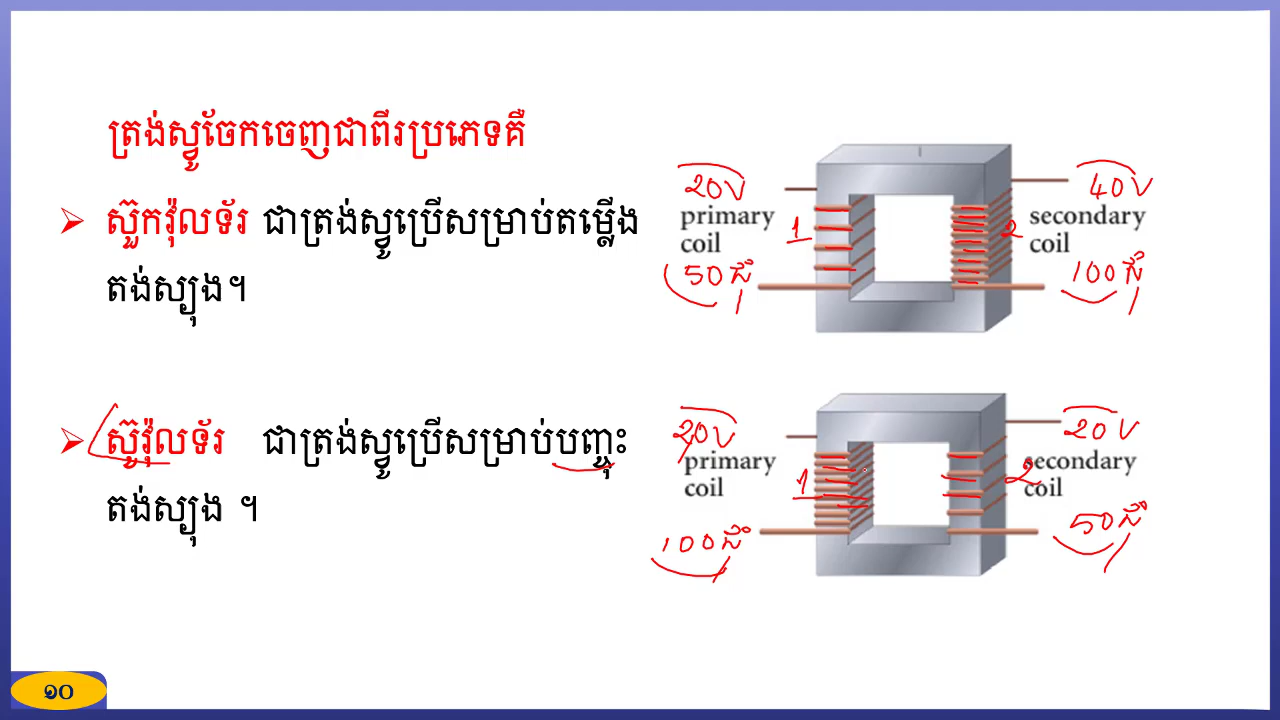 ត្រង់ស្វូចែកចេញជាពីរប្រភេទគឺ
➢ ស៊ួកវ៉ុលទ័រ ជាត្រង់ស្វូប្រើសម្រាប់តម្លើង
តង់ស្យុង។
20V
primary
coil
1
50ជុំ
40V
secondary
coil
2
100ជុំ
➢ ស៊ូវ៉ុលទ័រ ជាត្រង់ស្វូប្រើសម្រាប់បញ្ចុះ
តង់ស្យុង ។
primary
coil
1
100ជុំ
20V
secondary
coil
2
50ជុំ
១០